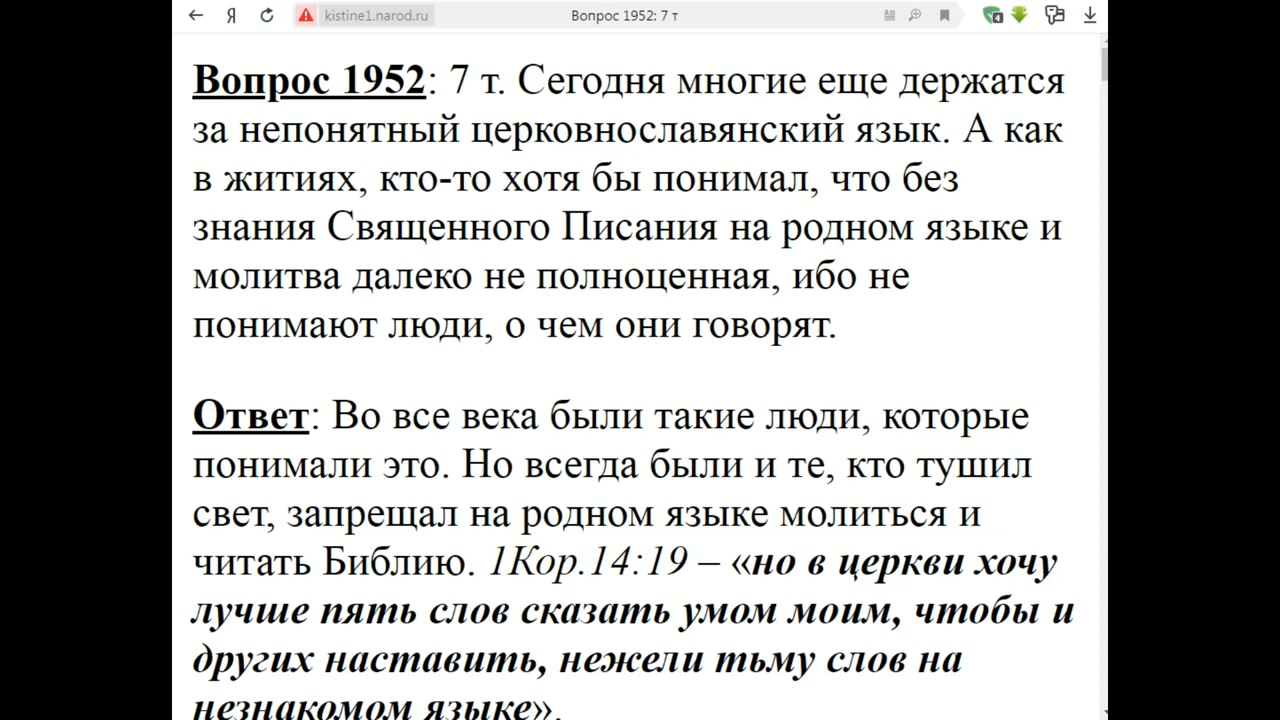 Я kistine1.narod.ru Вопрос 1952: 7 т 4
Вопрос 1952: 7 т. Сегодня многие еще держатся
за непонятный церковнославянский язык. А как
в житиях, кто-то хотя бы понимал, что без
знания Священного Писания на родном языке и
молитва далеко не полноценная, ибо не
понимают люди, о чем они говорят.
Ответ: Во все века были такие люди, которые
понимали это. Но всегда были и те, кто тушил
свет, запрещал на родном языке молиться и
читать Библию. 1Кор.14:19 – «но в церкви хочу
лучше пять слов сказать умом моим, чтобы и
других наставить, нежели тьму слов на
незнакомом языке».